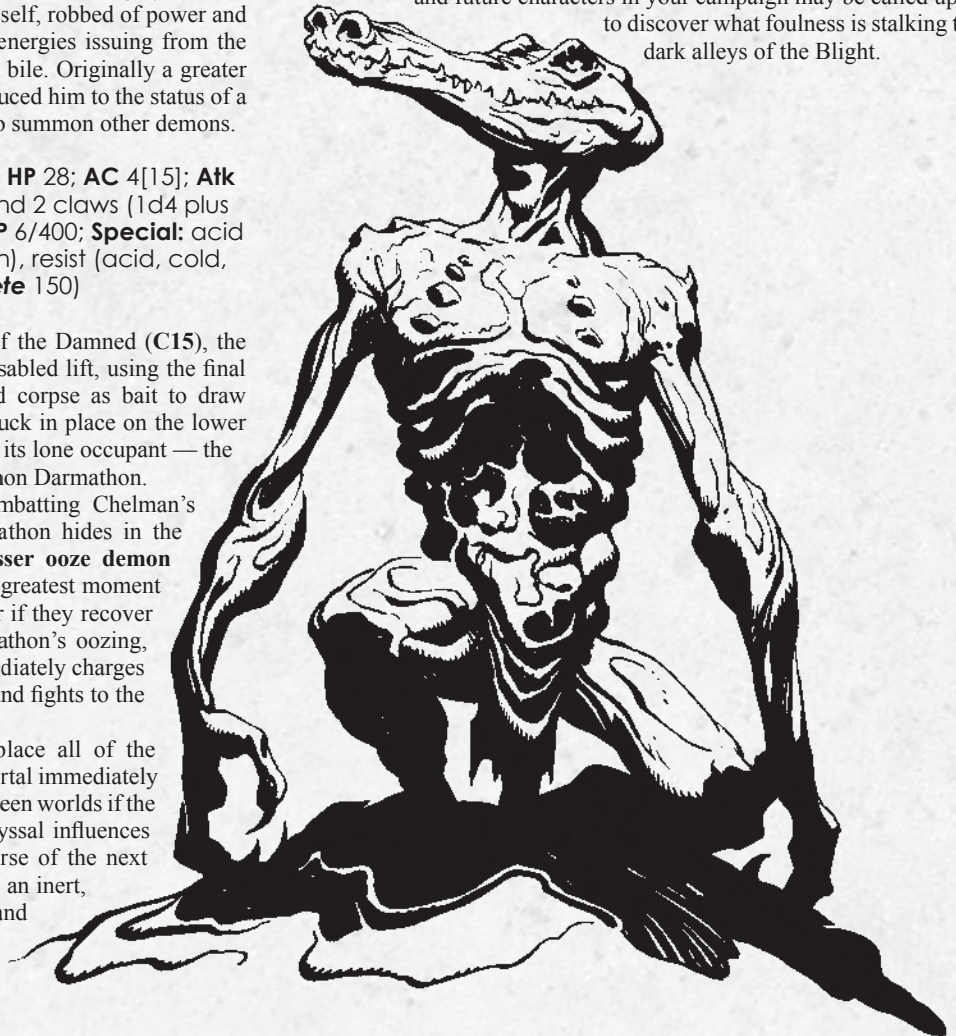 self, robbed of power and
energies issuing from the
bile. Originally a greater
uced him to the status of a
o summon other demons.
HP 28; AC 4[15]; Atk
nd 2 claws (1d4 plus
P 6/400; Special: acid
n), resist (acid, cold,
ete 150)
f the Damned (C15), the
sabled lift, using the final
d corpse as bait to draw
uck in place on the lower
its lone occupant — the
non Darmathon.
mbatting Chelman's
athon hides in the
sser ooze demon
greatest moment
r if they recover
athon's oozing,
diately charges
and fights to the
place all of the
rtal immediately
een worlds if the
yssal influences
rse of the next
an inert,
and
and future characters in your campaign may be called up
to discover what foulness is stalking t
dark alleys of the Blight.